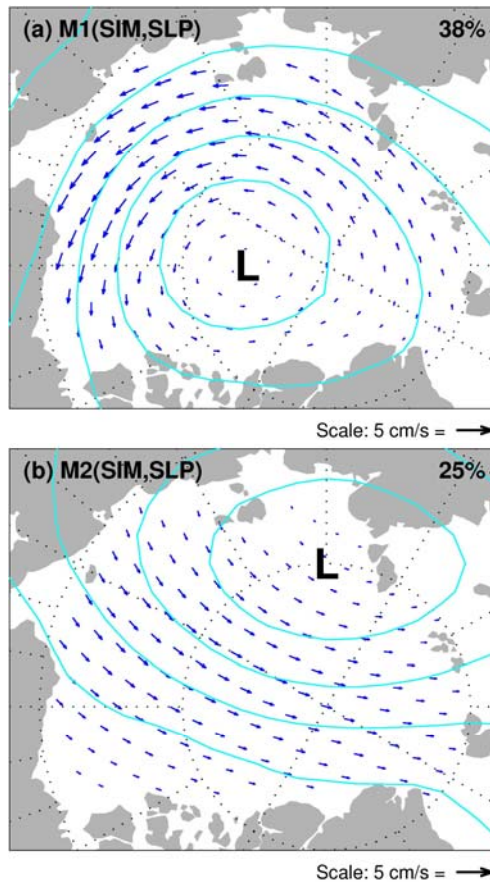 (a) M1(SIM,SLP) 38%
L
Scale: 5 cm/s =
(b) M2(SIM,SLP) 25%
L
Scale: 5 cm/s =